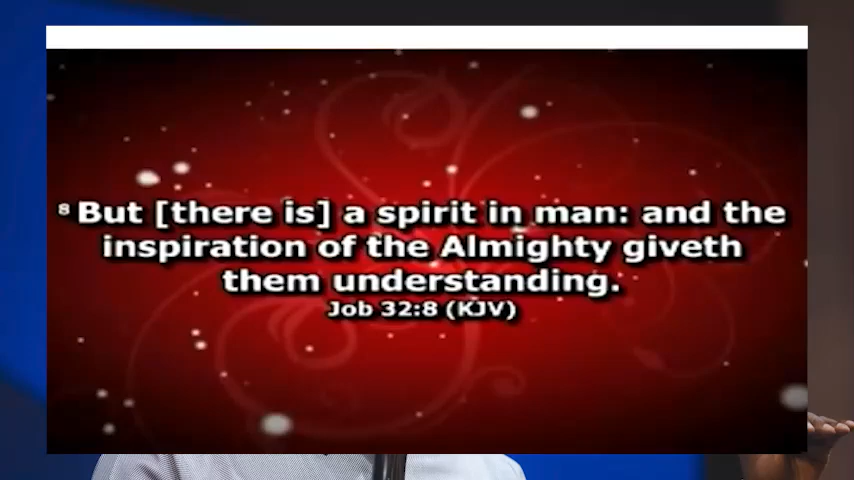 8 But [there is] a spirit in man: and the
inspiration of the Almighty giveth
them understanding.
Job 32:8 (KJV)